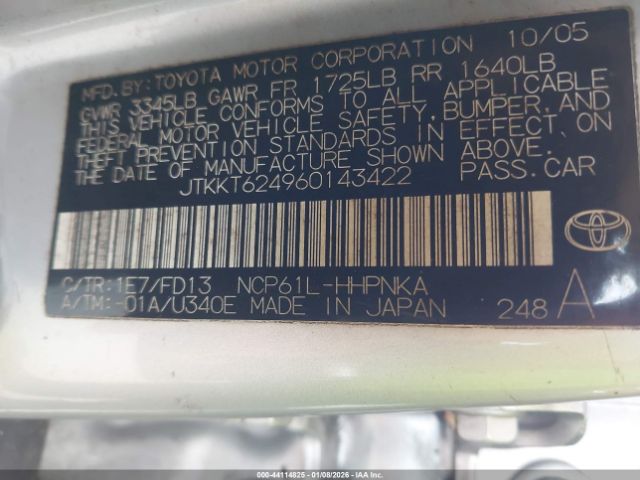 MFD.BY:TOYOTA MOTOR CORPORATION 10/05
GVWR 3345LB GAWR FR 1725LB RR 1640LB
THIS VEHICLE CONFORMS TO ALL APPLICABLE
FEDERAL MOTOR VEHICLE SAFETY,BUMPER,AND
THEFT PREVENTION STANDARDS IN EFFECT ON
THE DATE OF MANUFACTURE SHOWN ABOVE.
JTKKT624960143422 PASS.CAR
C/TR:1E7/FD13 NCP61L-HHPNKA
A/TM:-01A/U340E MADE IN JAPAN 248 A
000-44114825 - 01/08/2026 - IAAI.COM